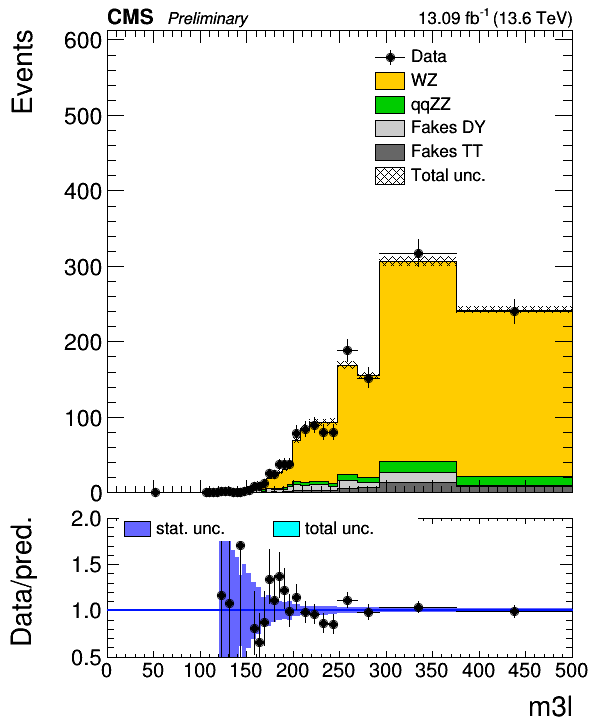 CMS Preliminary 13.09 fb⁻¹ (13.6 TeV)
Events
600
500
400
300
200
100
0
Data
WZ
qqZZ
Fakes DY
Fakes TT
Total unc.
Data/pred.
2.0
1.5
1.0
0.5
stat. unc. total unc.
0 50 100 150 200 250 300 350 400 450 500
m3l